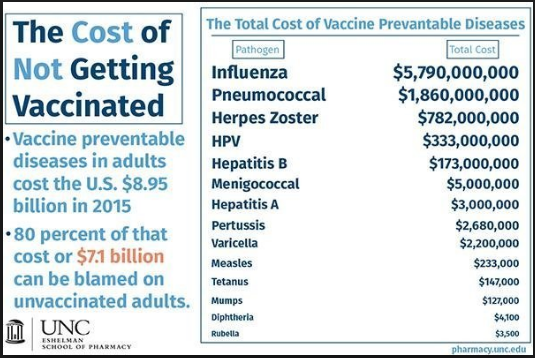 The Cost of
Not Getting
Vaccinated
•Vaccine preventable
diseases in adults
cost the U.S. $8.95
billion in 2015
•80 percent of that
cost or $7.1 billion
can be blamed on
unvaccinated adults.
UNC
ESHELMAN
SCHOOL OF PHARMACY
The Total Cost of Vaccine Prevantable Diseases
Pathogen Total Cost
Influenza $5,790,000,000
Pneumococcal $1,860,000,000
Herpes Zoster $782,000,000
HPV $333,000,000
Hepatitis B $173,000,000
Menigococcal $5,000,000
Hepatitis A $3,000,000
Pertussis $2,680,000
Varicella $2,200,000
Measles $233,000
Tetanus $147,000
Mumps $127,000
Diphtheria $4,100
Rubella $3,500
pharmacy.unc.edu